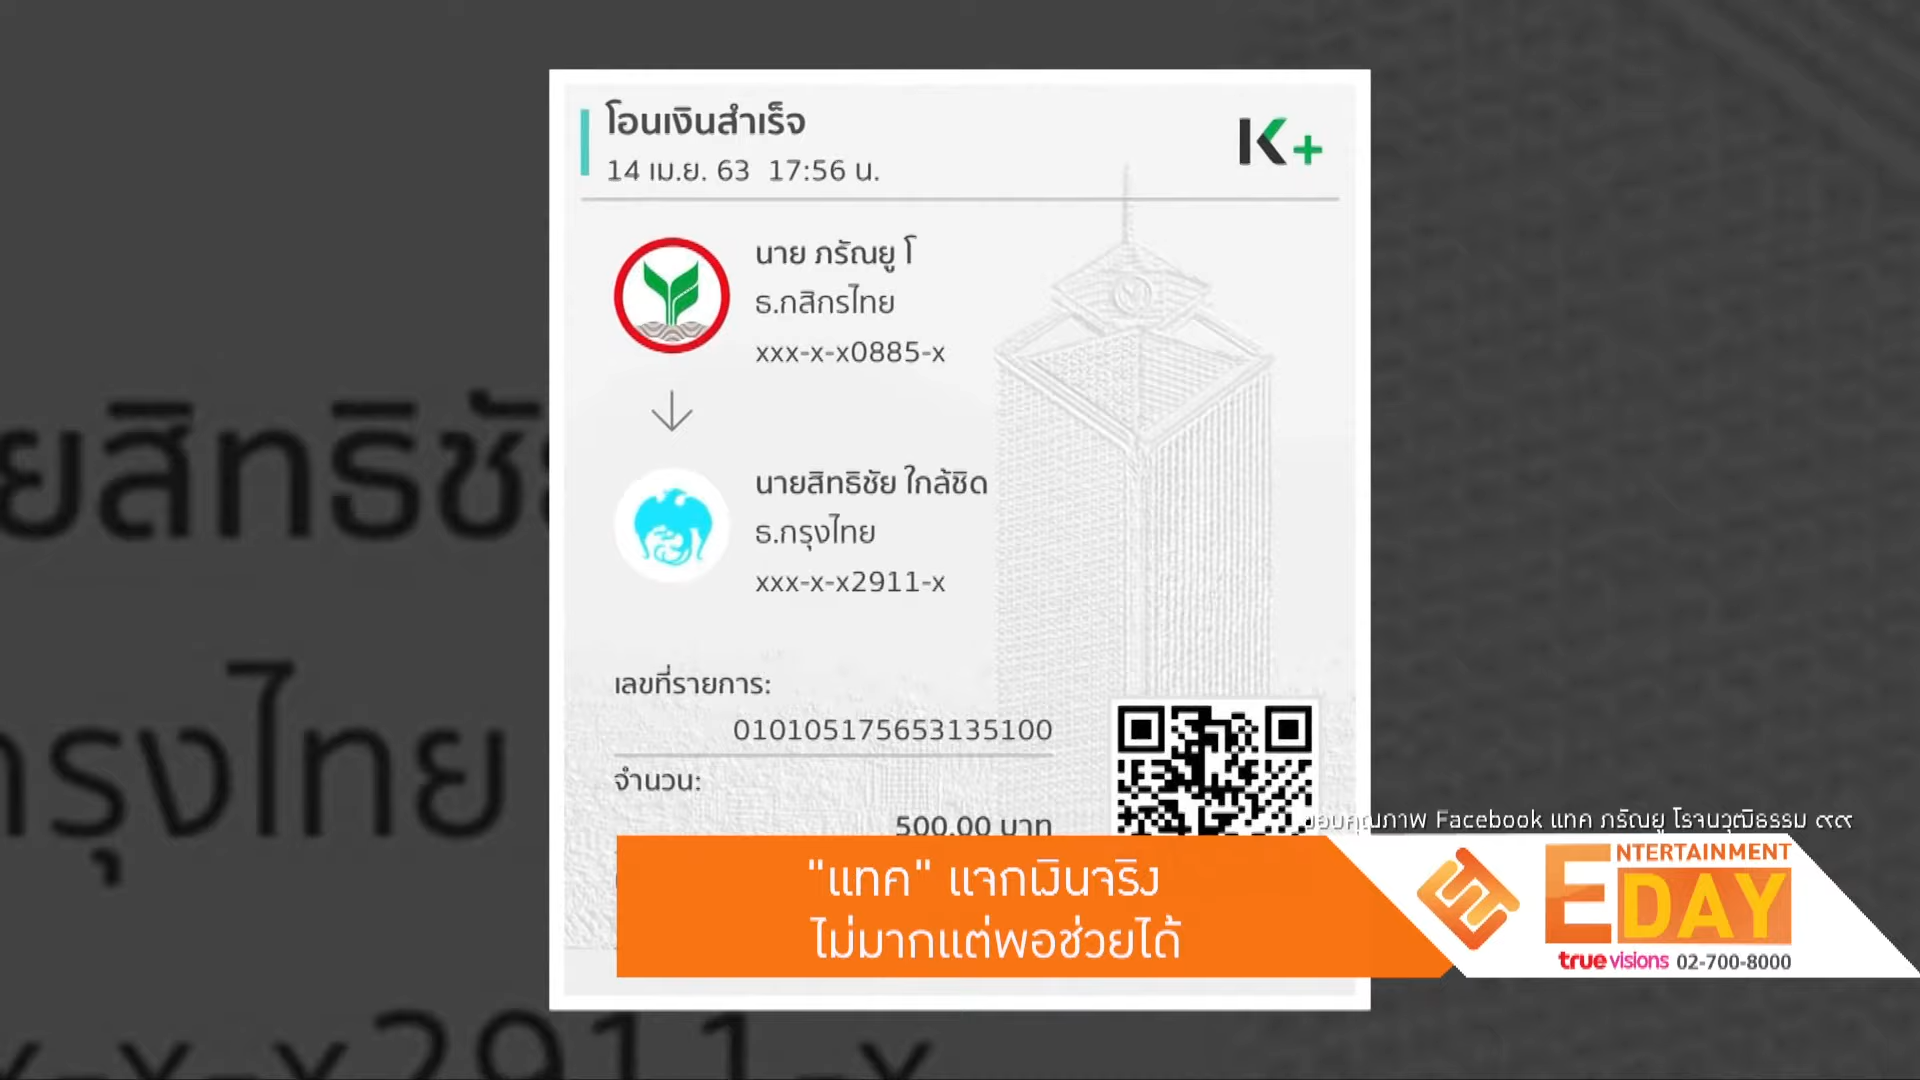 โอนเงินสำเร็จ
14 เม.ย. 63 17:56 น.
K+
นาย ภรัณยู โ
ธ.กสิกรไทย
xxx-x-x0885-x
นายสิทธิชัย ใกล้ชิด
ธ.กรุงไทย
xxx-x-x2911-x
เลขที่รายการ:
010105175653135100
จำนวน:
500.00 บาท
ขอบคุณภาพ Facebook แทค ภรัณยู โรจนวุฒิธรรม ๙๙
"แทค" แจกเงินจริง
ไม่มากแต่พอช่วยได้
ENTERTAINMENT
DAY
truevisions 02-700-8000
ยสิทธิชัย
กรุงไทย
x-x-x2911-x